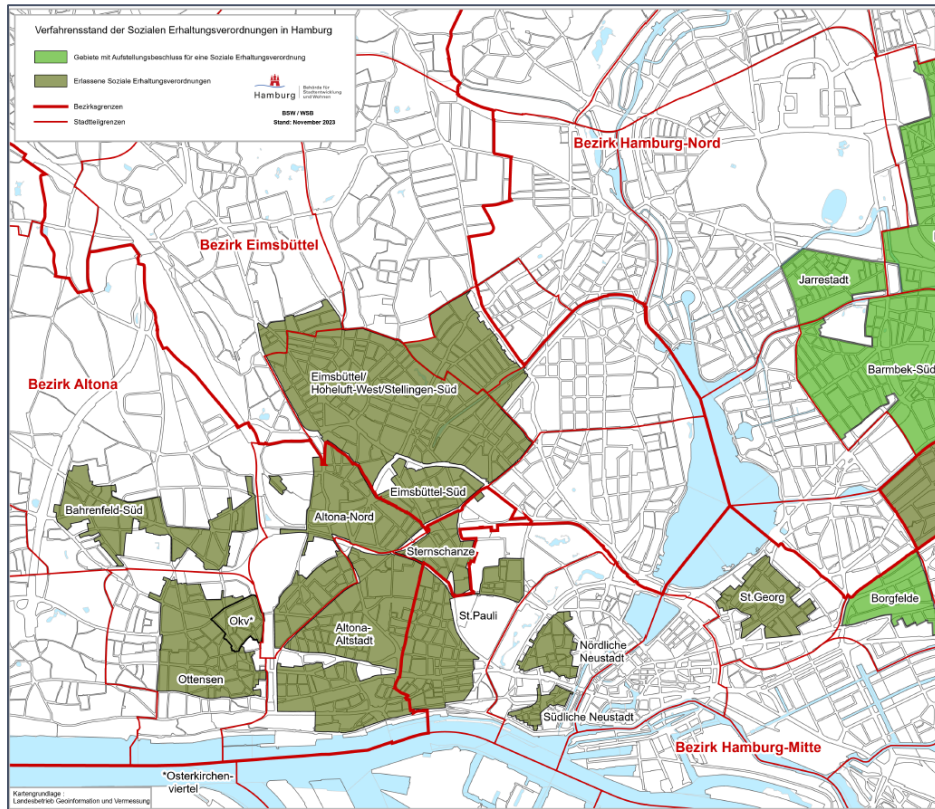 Verfahrensstand der Sozialen Erhaltungsverordnungen in Hamburg
Gebiete mit Aufstellungsbeschluss für eine Soziale Erhaltungsverordnung
Erlassene Soziale Erhaltungsverordnungen
Bezirksgrenzen
Stadtteilgrenzen
Hamburg
Behörde für
Stadtentwicklung
und Wohnen
BSW / WSB
Stand: November 2023
Bezirk Hamburg-Nord
Bezirk Eimsbüttel
Jarrestadt
Bezirk Altona
Eimsbüttel/
Hoheluft-West/Stellingen-Süd
Barmbek-Süd
Eimsbüttel-Süd
Bahrenfeld-Süd
Altona-Nord
Sternschanze
St.Georg
Borgfelde
Okv*
St.Pauli
Altona-
Altstadt
Nördliche
Neustadt
Ottensen
Südliche Neustadt
Bezirk Hamburg-Mitte
*Osterkirchen-
viertel
Kartengrundlage :
Landesbetrieb Geoinformation und Vermessung